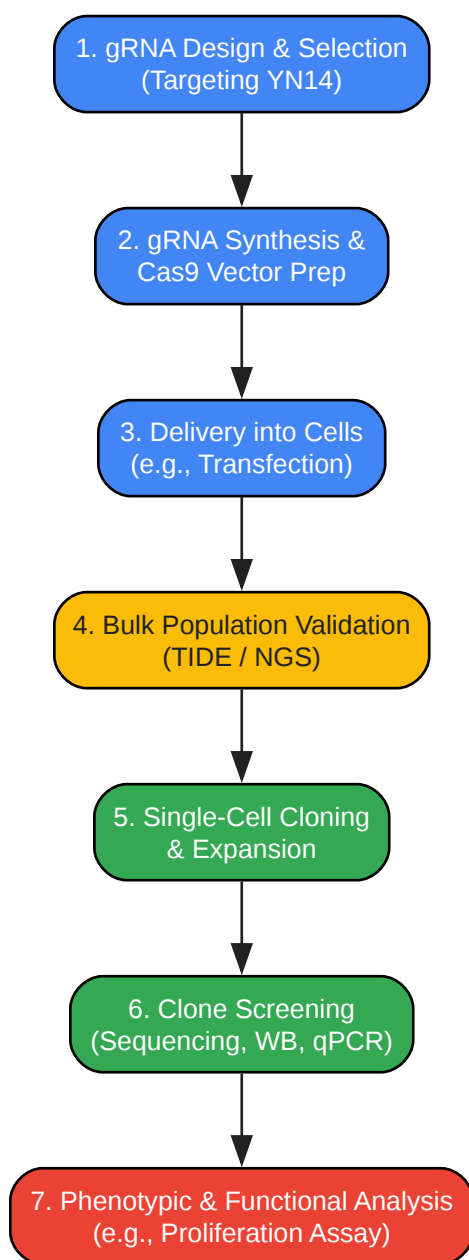 1. gRNA Design & Selection
(Targeting YN14)
2. gRNA Synthesis &
Cas9 Vector Prep
3. Delivery into Cells
(e.g., Transfection)
4. Bulk Population Validation
(TIDE / NGS)
5. Single-Cell Cloning
& Expansion
6. Clone Screening
(Sequencing, WB, qPCR)
7. Phenotypic & Functional Analysis
(e.g., Proliferation Assay)